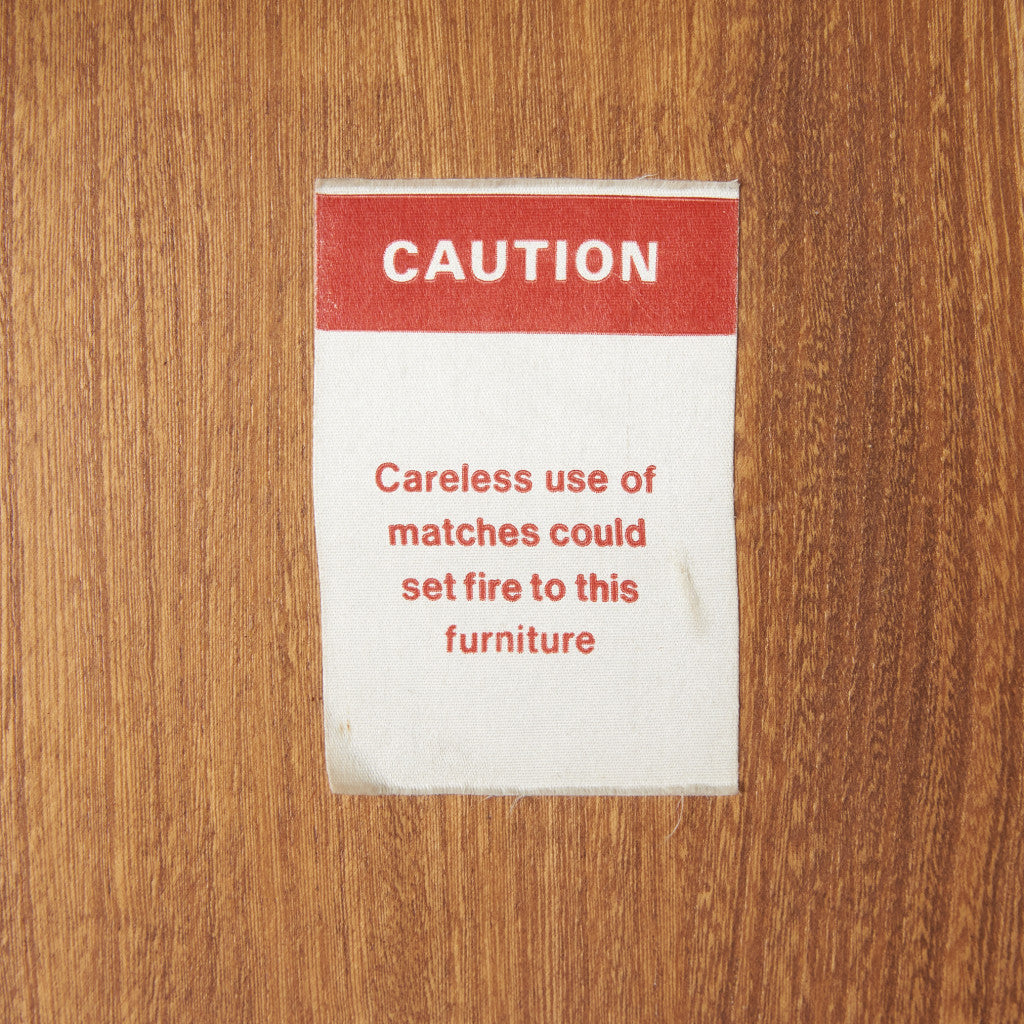 CAUTION
Careless use of
matches could
set fire to this
furniture